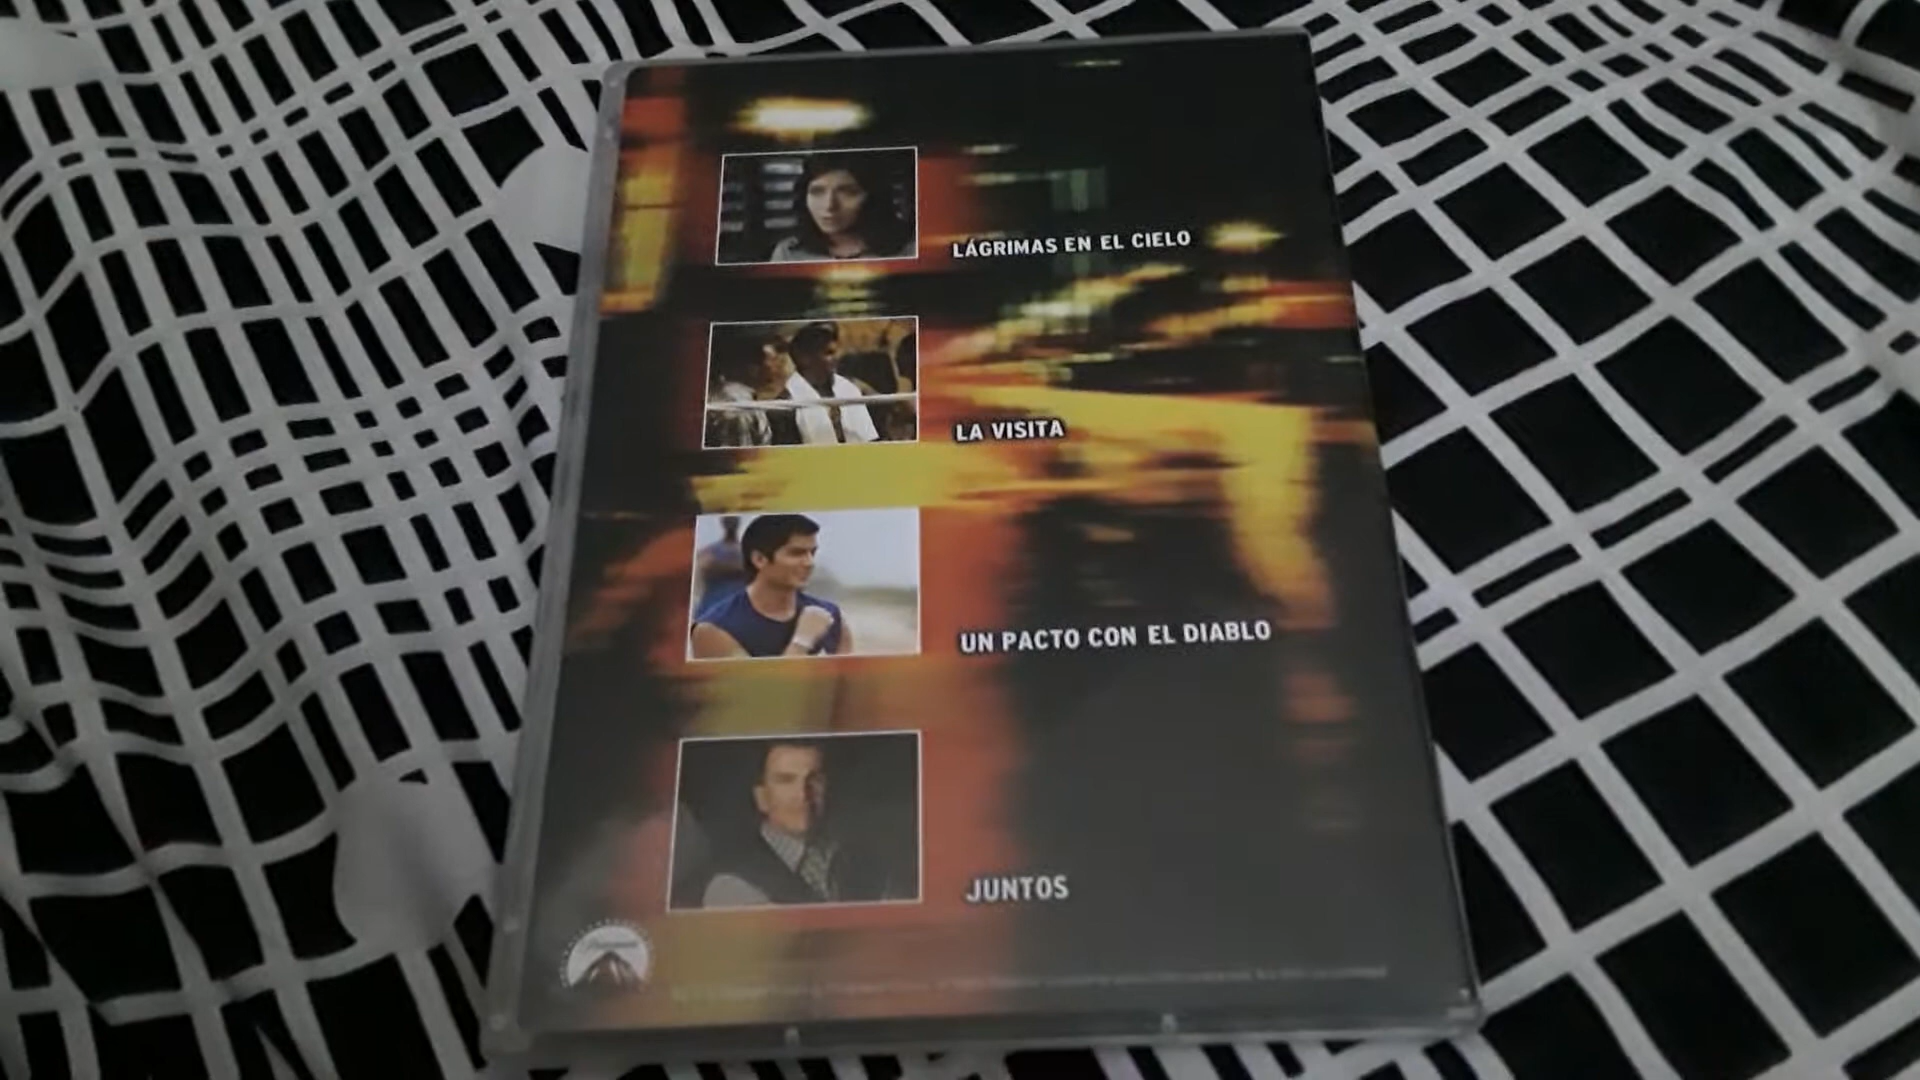 LÁGRIMAS EN EL CIELO
LA VISITA
UN PACTO CON EL DIABLO
JUNTOS